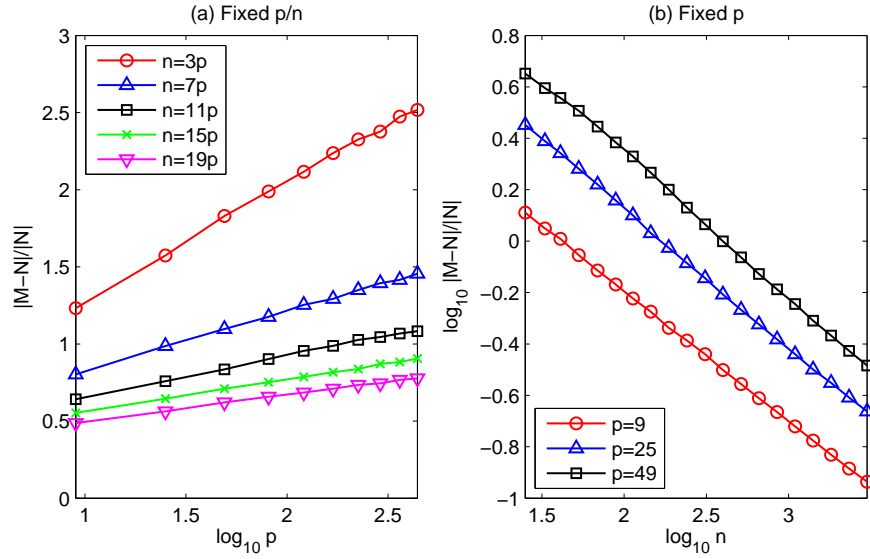 (a) Fixed p/n
|M−N|/|N|
3
2.5
2
1.5
1
0.5
0
n=3p
n=7p
n=11p
n=15p
n=19p
1
1.5
2
2.5
log10 p
(b) Fixed p
log10 |M−N|/|N|
1
0.8
0.6
0.4
0.2
0
−0.2
−0.4
−0.6
−0.8
−1
p=9
p=25
p=49
1.5
2
2.5
3
log10 n